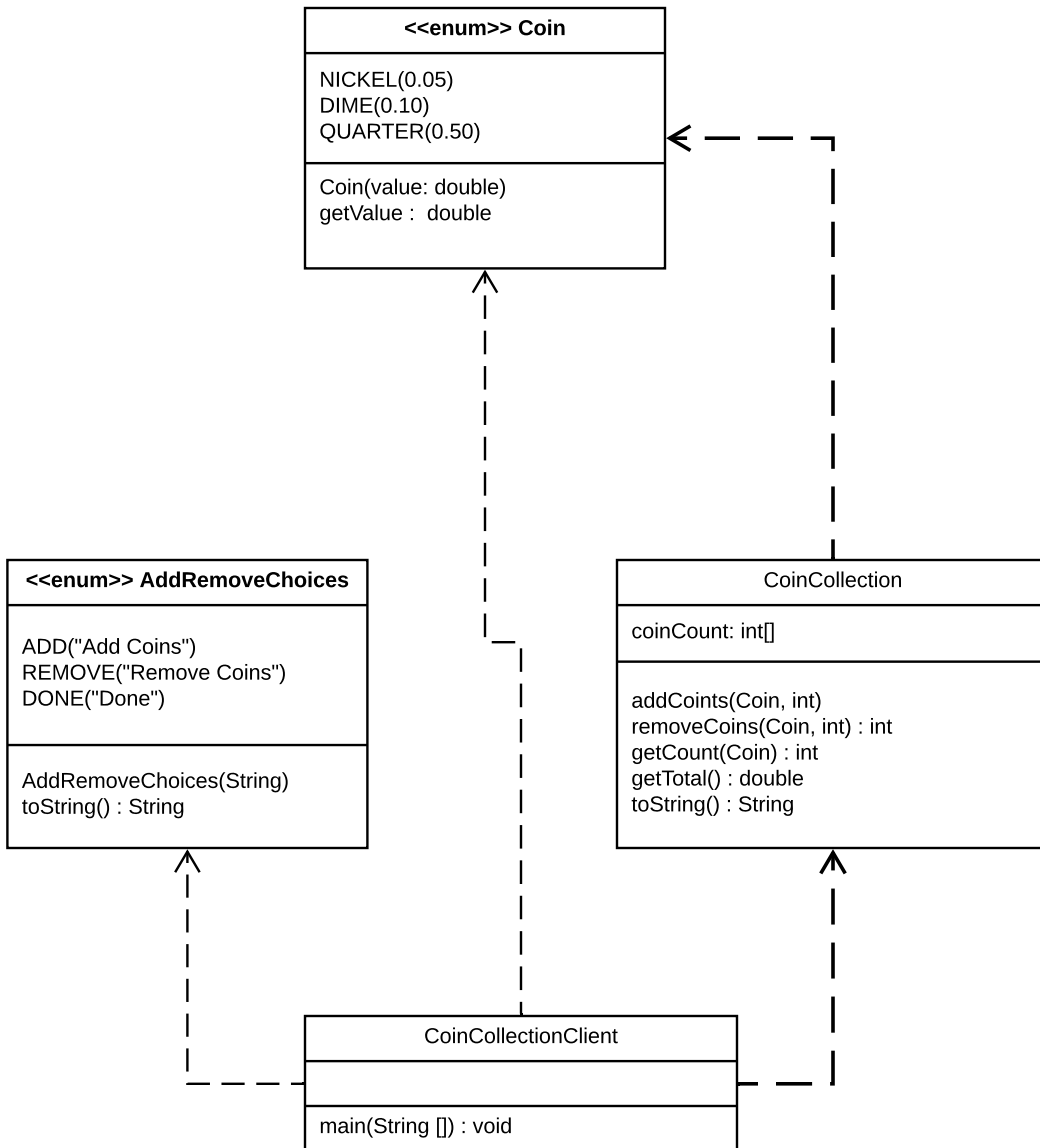 <<enum>> Coin
NICKEL(0.05)
DIME(0.10)
QUARTER(0.50)
Coin(value: double)
getValue :  double
<<enum>> AddRemoveChoices
ADD("Add Coins")
REMOVE("Remove Coins")
DONE("Done")
AddRemoveChoices(String)
toString() : String
CoinCollection
coinCount: int[]
addCoints(Coin, int)
removeCoins(Coin, int) : int
getCount(Coin) : int
getTotal() : double
toString() : String
CoinCollectionClient
main(String []) : void